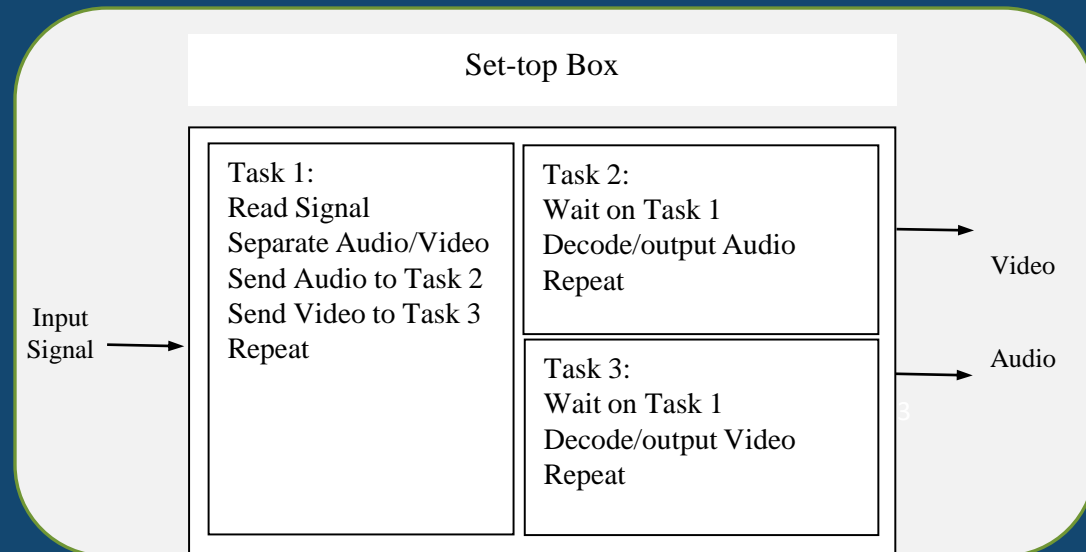 Set-top Box
Task 1:
Read Signal
Separate Audio/Video
Send Audio to Task 2
Send Video to Task 3
Repeat
Task 2:
Wait on Task 1
Decode/output Audio
Repeat
Task 3:
Wait on Task 1
Decode/output Video
Repeat
Input
Signal
Video
Audio
3